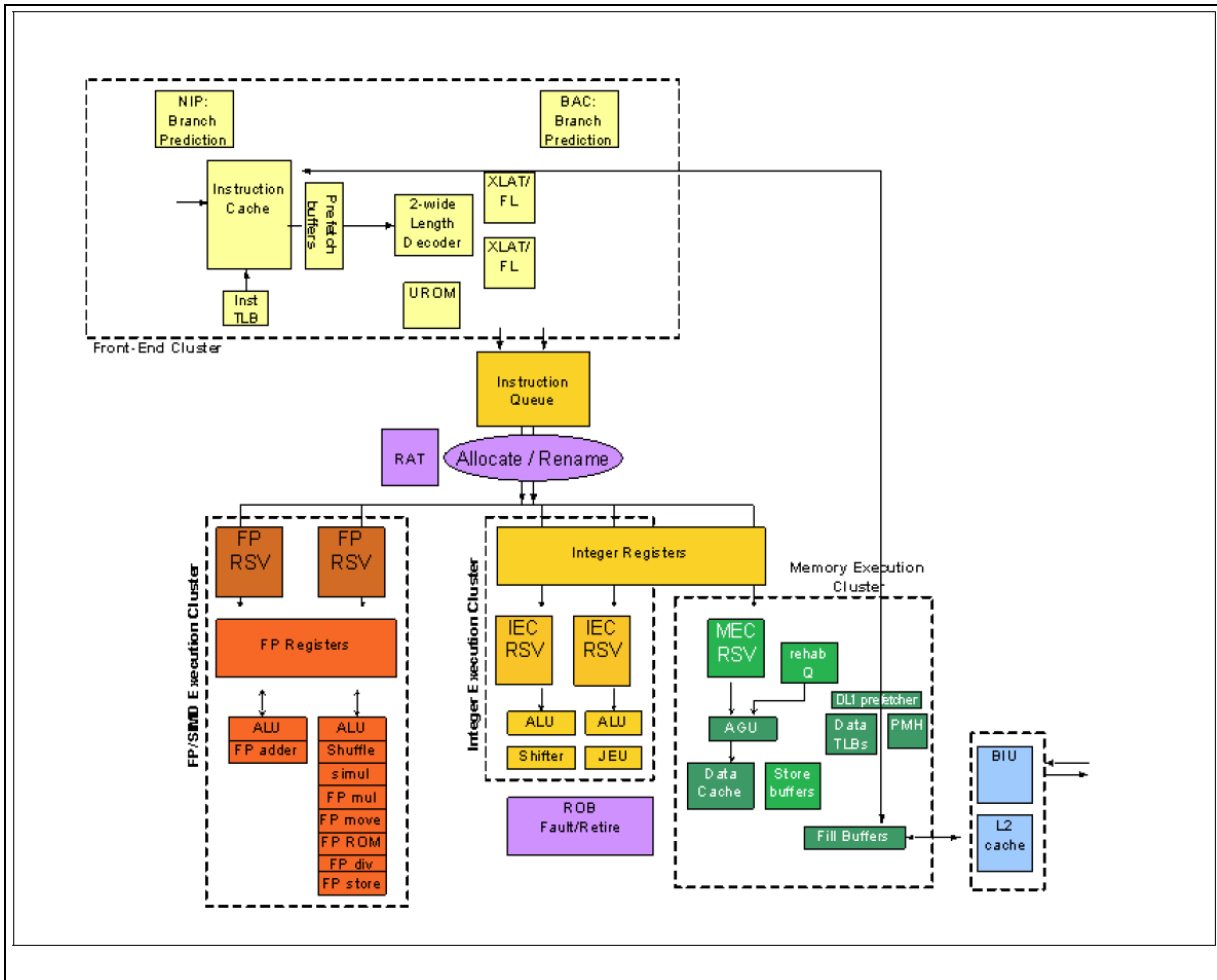 NIP:
Branch
Prediction
BAC:
Branch
Prediction
Instruction
Cache
Prefetch
buffers
2-wide
Length
Decoder
XLAT/
FL
XLAT/
FL
UROM
Inst
TLB
Front-End Cluster
Instruction
Queue
RAT
Allocate / Rename
FP/SIMD Execution Cluster
FP
RSV
FP
RSV
FP Registers
ALU
FP adder
ALU
Shuffle
simul
FP mul
FP move
FP ROM
FP div
FP store
Integer Execution Cluster
Integer Registers
IEC
RSV
IEC
RSV
ALU
Shifter
ALU
JEU
ROB
Fault/Retire
Memory Execution
Cluster
MEC
RSV
rehab
Q
DL1 prefetcher
AGU
Data
TLBs
PMH
Data
Cache
Store
buffers
Fill Buffers
BIU
L2
cache